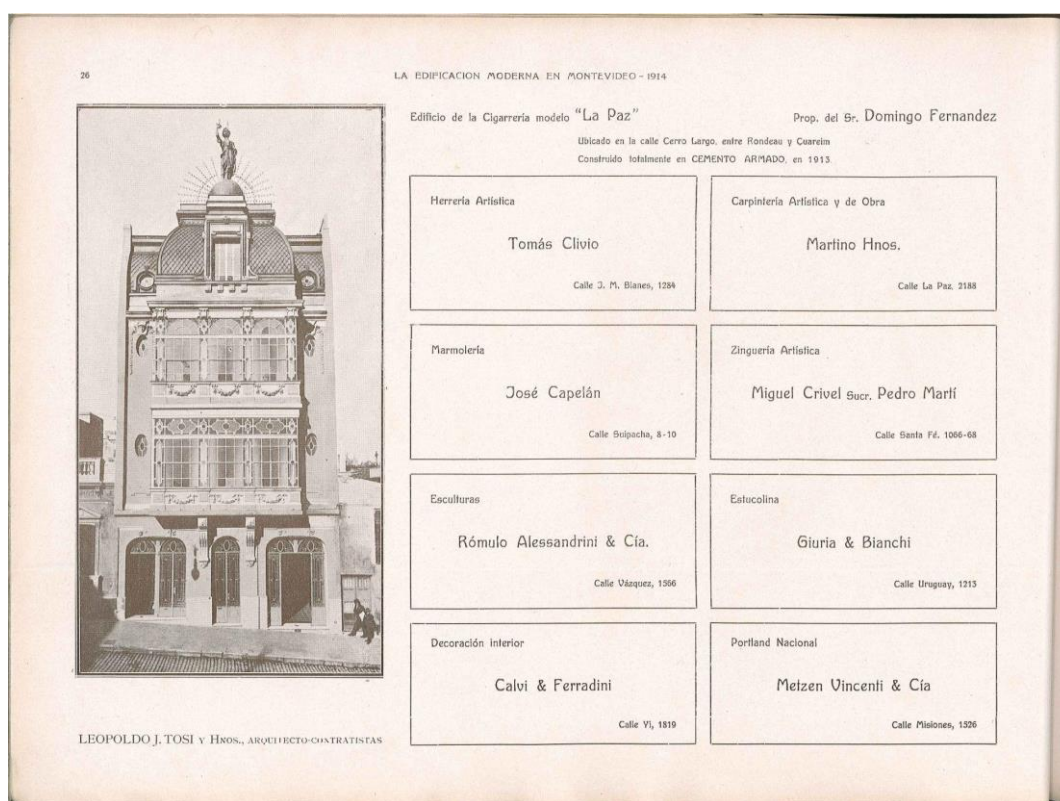 26
LA EDIFICACION MODERNA EN MONTEVIDEO - 1914
Edificio de la Cigarrería modelo "La Paz"
Prop. del Sr. Domingo Fernandez
Ubicado en la calle Cerro Largo, entre Rondeau y Cuareim
Construido totalmente en CEMENTO ARMADO, en 1913
Herrería Artística
Tomás Clivio
Calle J. M. Blanes, 1284
Carpintería Artística y de Obra
Martino Hnos.
Calle La Paz, 2188
Marmolería
José Capelán
Calle Suipacha, 8-10
Zinguería Artística
Miguel Crivel Sucr. Pedro Martí
Calle Santa Fé, 1066-68
Esculturas
Rómulo Alessandrini & Cía.
Calle Vázquez, 1566
Estucolina
Giuria & Bianchi
Calle Uruguay, 1213
Decoración interior
Calvi & Ferradini
Calle Yi, 1819
Portland Nacional
Metzen Vincenti & Cía
Calle Misiones, 1526
LEOPOLDO J. TOSI Y HNOS., ARQUITECTO-CONTRATISTAS